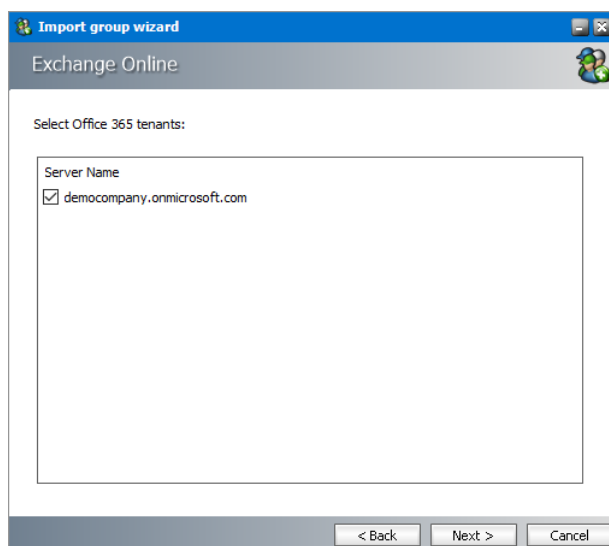 Import group wizard
Exchange Online
Select Office 365 tenants:
Server Name
democompany.onmicrosoft.com
< Back Next > Cancel